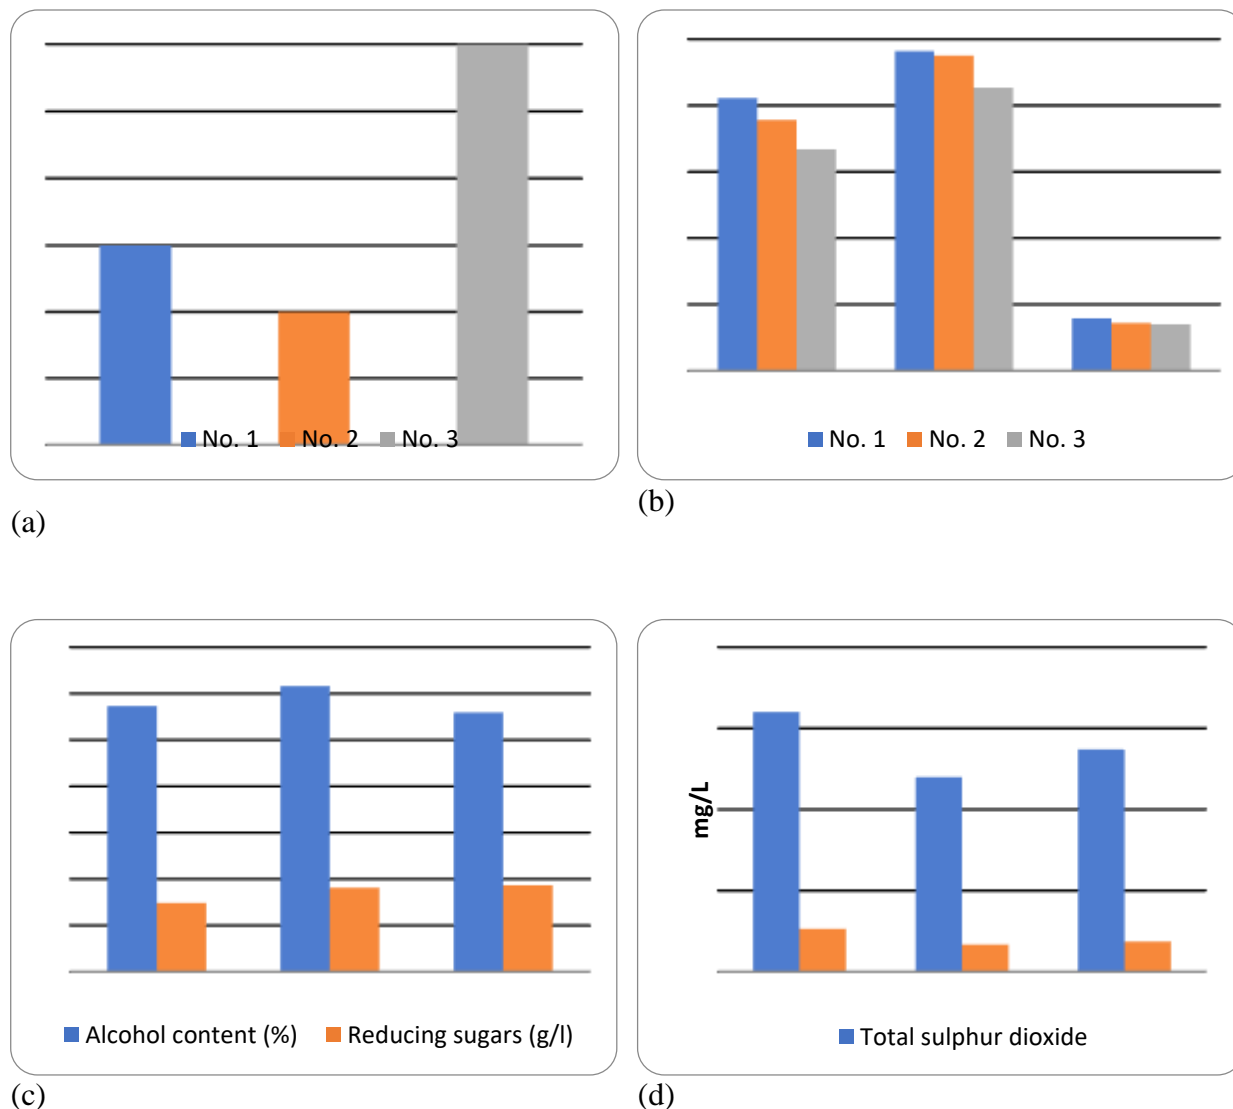 No. 1 No. 2 No. 3
(a)
No. 1 No. 2 No. 3
(b)
Alcohol content (%) Reducing sugars (g/l)
(c)
mg/L
Total sulphur dioxide
(d)